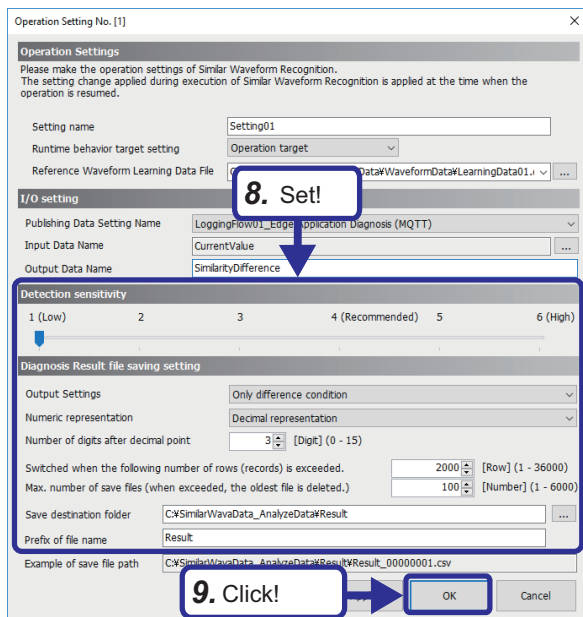 Operation Setting No. [1]
Operation Settings
Please make the operation settings of Similar Waveform Recognition.
The setting change applied during execution of Similar Waveform Recognition is applied at the time when the
operation is resumed.
Setting name Setting01
Runtime behavior target setting Operation target
Reference Waveform Learning Data File Data¥WaveformData¥LearningData01.
8. Set!
I/O setting
Publishing Data Setting Name LoggingFlow01_Edge Application Diagnosis (MQTT)
Input Data Name CurrentValue ...
Output Data Name SimilarityDifference
Detection sensitivity
1 (Low) 2 3 4 (Recommended) 5 6 (High)
Diagnosis Result file saving setting
Output Settings Only difference condition
Numeric representation Decimal representation
Number of digits after decimal point 3 [Digit] (0 - 15)
Switched when the following number of rows (records) is exceeded. 2000 [Row] (1 - 36000)
Max. number of save files (when exceeded, the oldest file is deleted.) 100 [Number] (1 - 6000)
Save destination folder C:¥SimilarWavaData_AnalyzeData¥Result ...
Prefix of file name Result
Example of save file path C:¥SimilarWavaData_AnalyzeData¥Result¥Result_00000001.csv
9. Click! OK Cancel